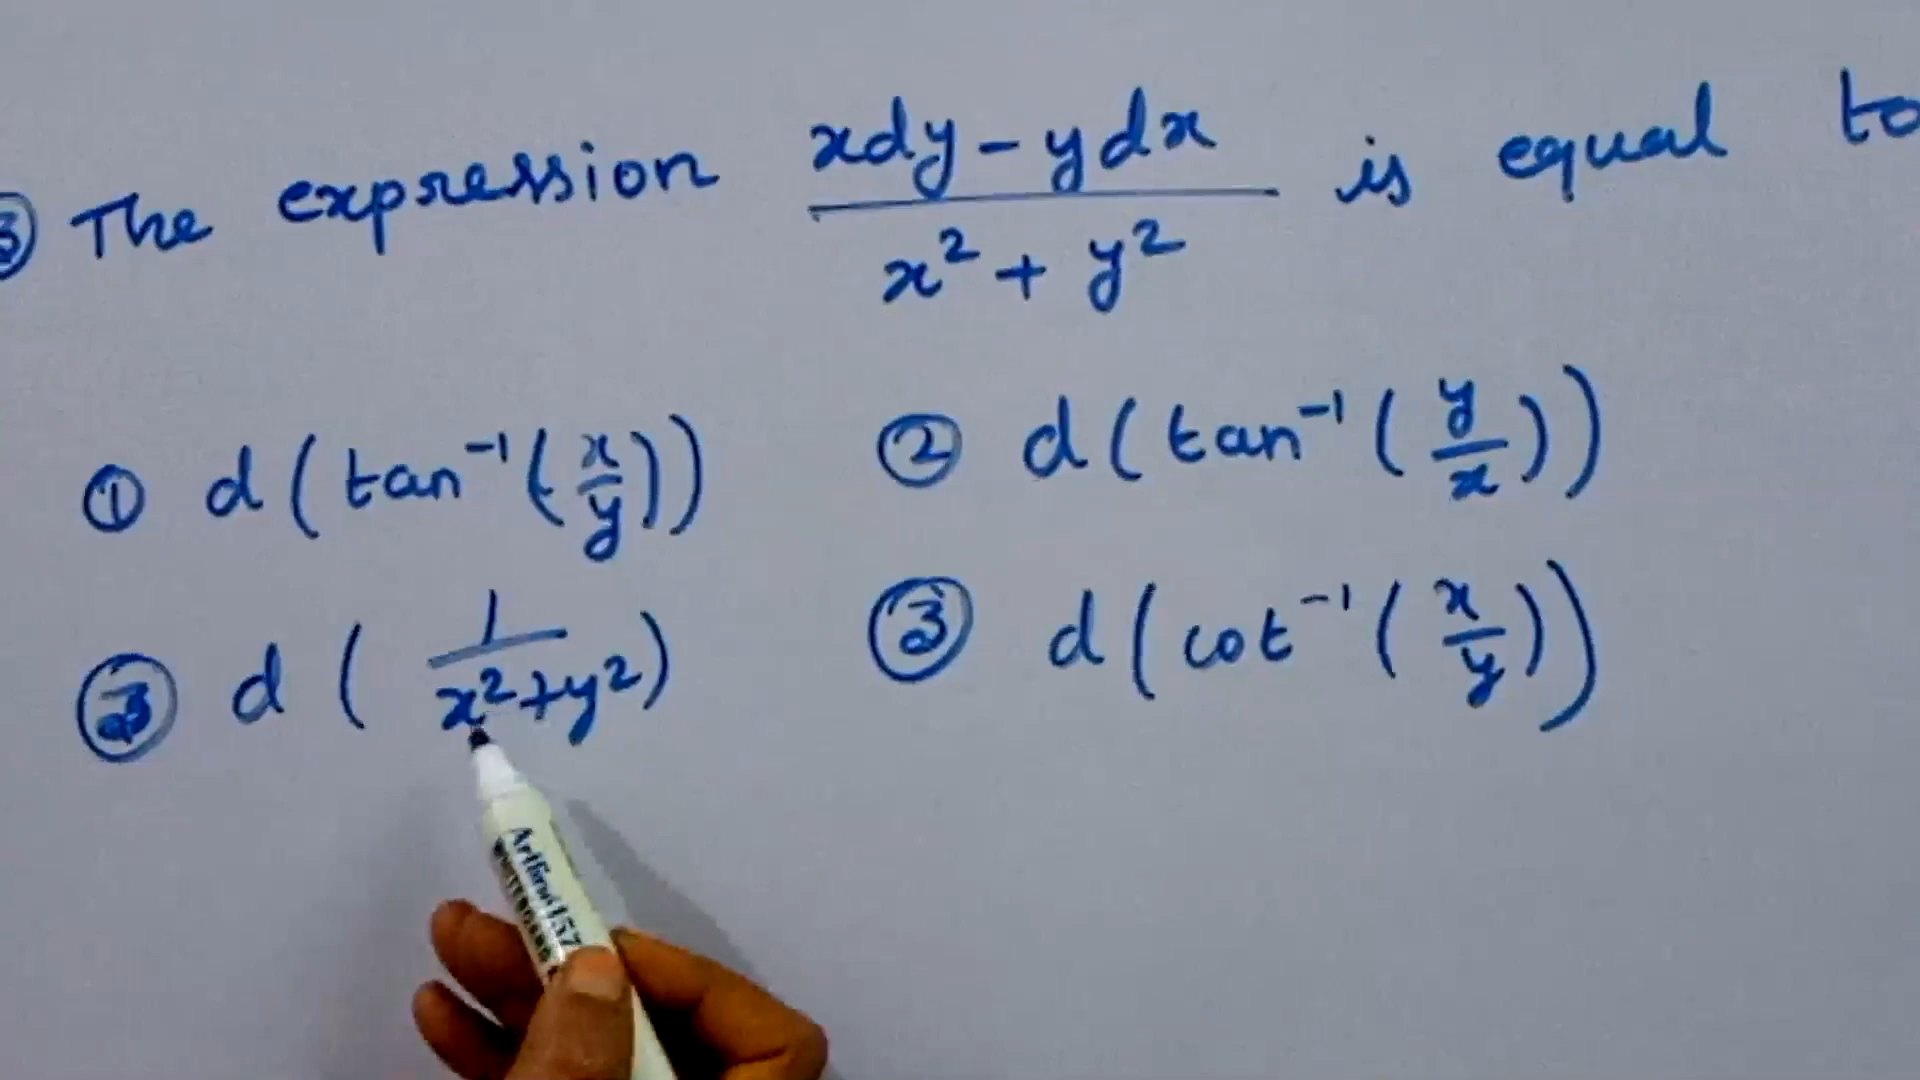 ③ The expression xdy - ydx / x² + y² is equal to
① d(tan⁻¹(x/y)) ② d(tan⁻¹(y/x))
③ d(1/x²+y²) ③ d(cot⁻¹(x/y))
Artline 157